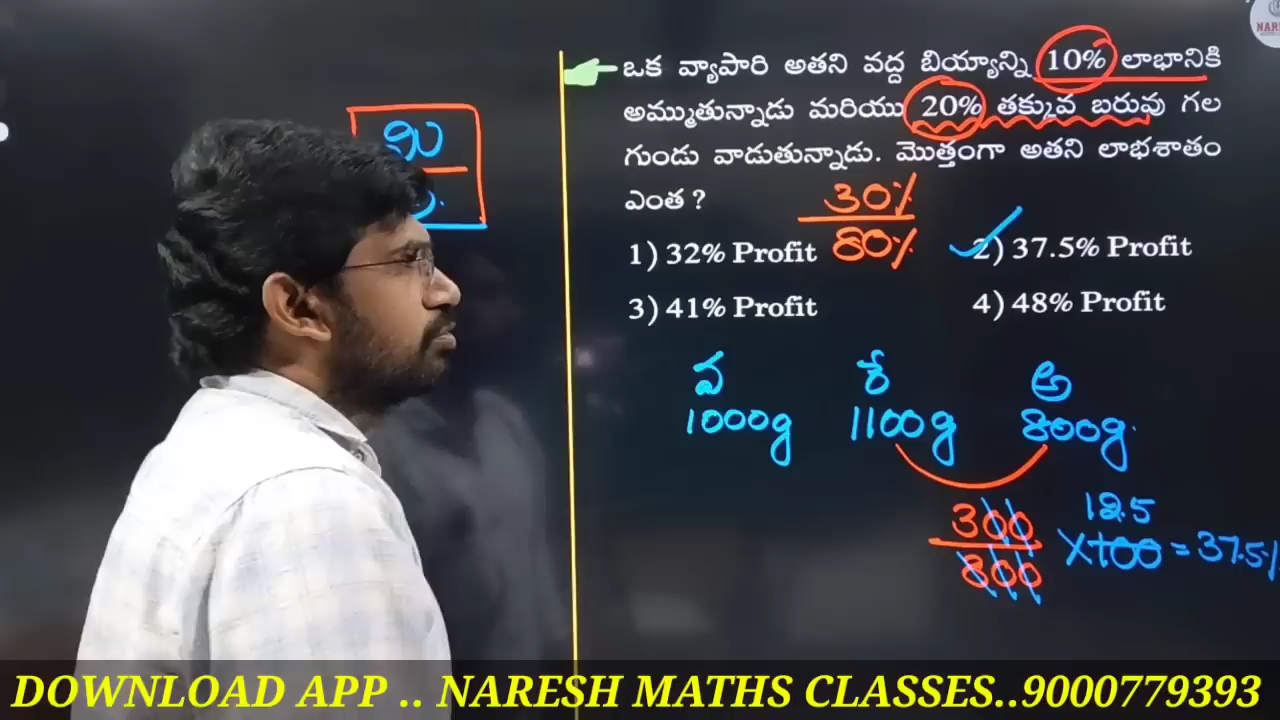 NARES
ఒక వ్యాపారి అతని వద్ద బియ్యాన్ని 10% లాభానికి
అమ్ముతున్నాడు మరియు 20% తక్కువ బరువు గల
గుండు వాడుతున్నాడు. మొత్తంగా అతని లాభశాతం
ఎంత ?
30%
80%
1) 32% Profit 2) 37.5% Profit
3) 41% Profit 4) 48% Profit
మి
వ రే అ
1000g 1100g 800g.
300
800
12.5
×100 = 37.5%
DOWNLOAD APP .. NARESH MATHS CLASSES..9000779393